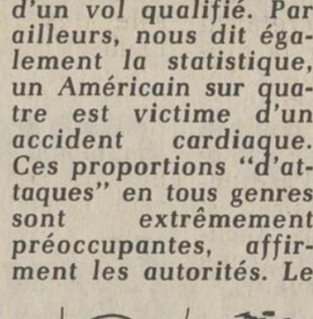 d'un vol qualifié. Par
ailleurs, nous dit éga-
lement la statistique,
un Américain sur qua-
tre est victime d'un
accident cardiaque.
Ces proportions "d'at-
taques" en tous genres
sont extrêmement
préoccupantes, affir-
ment les autorités. Le